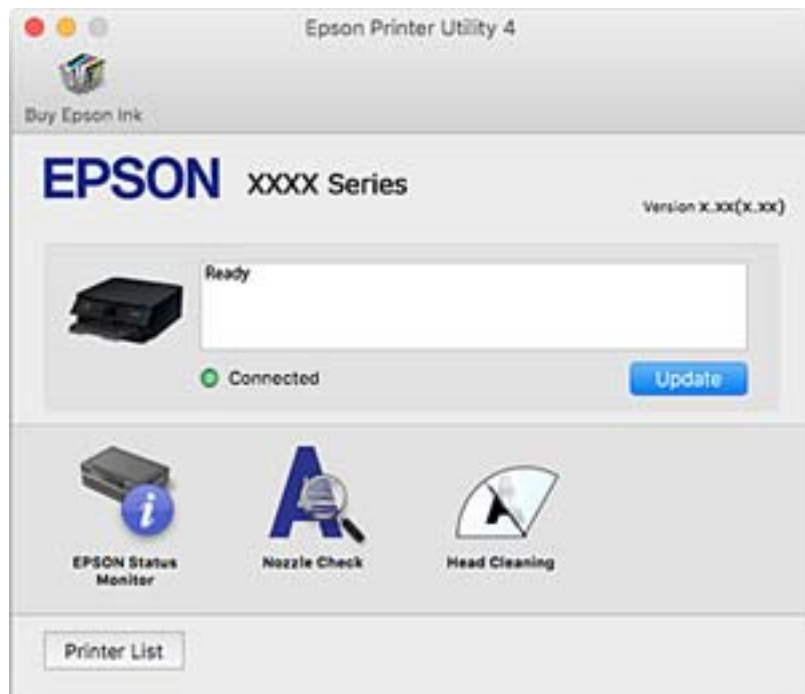 Epson Printer Utility 4
Buy Epson Ink
EPSON XXXX Series
Version x.xx(x.xx)
Ready
Connected
Update
EPSON Status
Monitor
Nozzle Check
Head Cleaning
Printer List